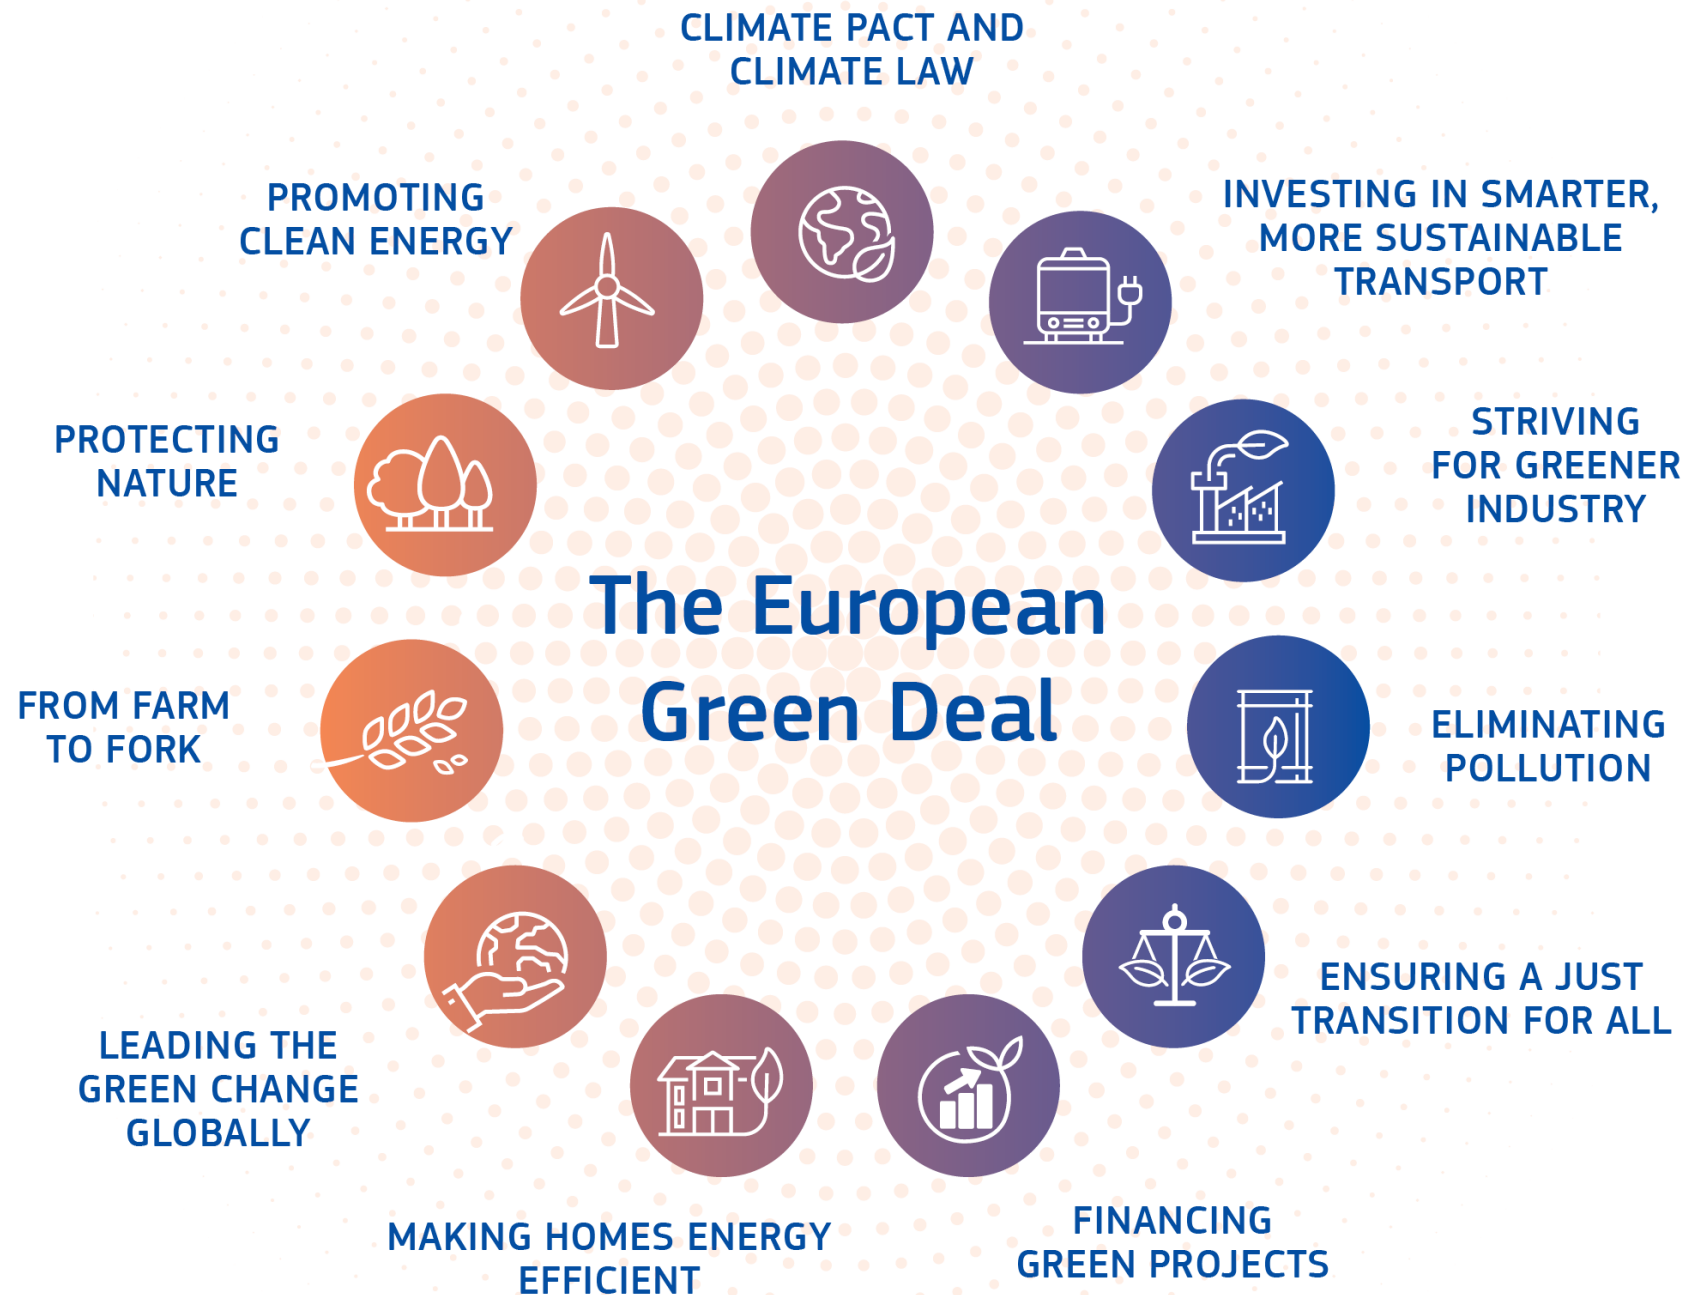 CLIMATE PACT AND
CLIMATE LAW
INVESTING IN SMARTER,
MORE SUSTAINABLE
TRANSPORT
STRIVING
FOR GREENER
INDUSTRY
ELIMINATING
POLLUTION
ENSURING A JUST
TRANSITION FOR ALL
FINANCING
GREEN PROJECTS
MAKING HOMES ENERGY
EFFICIENT
LEADING THE
GREEN CHANGE
GLOBALLY
FROM FARM
TO FORK
PROTECTING
NATURE
PROMOTING
CLEAN ENERGY
The European
Green Deal